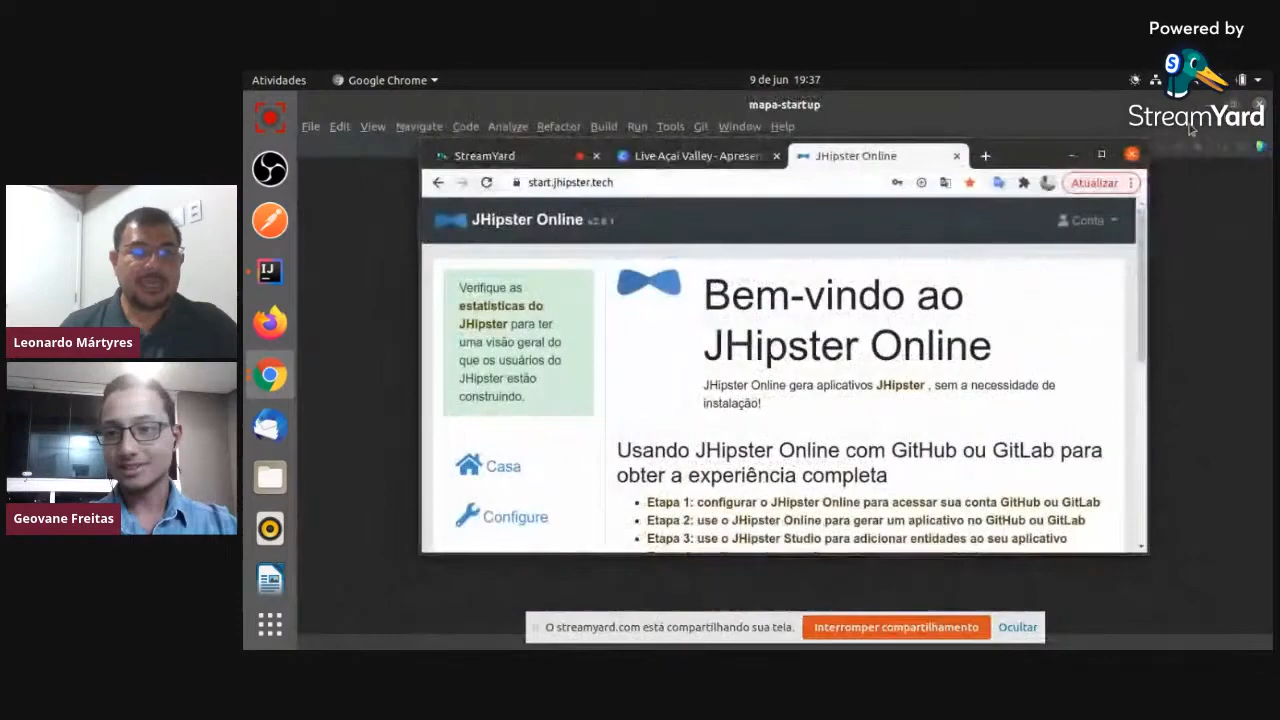 Powered by
StreamYard
Atividades
Google Chrome
9 de jun 19:37
mapa-startup
File Edit View Navigate Code Analyze Refactor Build Run Tools Git Window Help
StreamYard
Live Açaí Valley - Apresen
JHipster Online
start.jhipster.tech
Atualizar
JHipster Online
Conta
Verifique as
estatísticas do
JHipster para ter
uma visão geral do
que os usuários do
JHipster estão
construindo.
Casa
Configure
Bem-vindo ao
JHipster Online
JHipster Online gera aplicativos JHipster , sem a necessidade de
instalação!
Usando JHipster Online com GitHub ou GitLab para
obter a experiência completa
Etapa 1: configurar o JHipster Online para acessar sua conta GitHub ou GitLab
Etapa 2: use o JHipster Online para gerar um aplicativo no GitHub ou GitLab
Etapa 3: use o JHipster Studio para adicionar entidades ao seu aplicativo
Leonardo Mártyres
Geovane Freitas
O streamyard.com está compartilhando sua tela.
Interromper compartilhamento
Ocultar